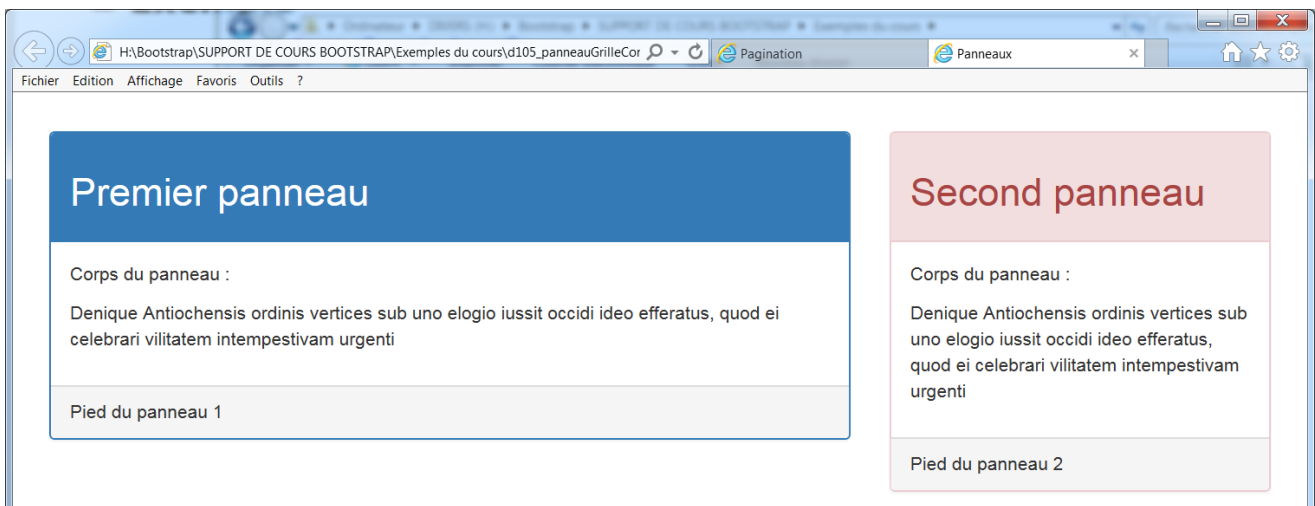 H:\Bootstrap\SUPPORT DE COURS BOOTSTRAP\Exemples du cours\d105_panneauGrilleCor
Pagination
Panneaux
Fichier Edition Affichage Favoris Outils ?
Premier panneau
Corps du panneau :
Denique Antiochensis ordinis vertices sub uno elogio iussit occidi ideo efferatus, quod ei
celebrari vilitatem intempestivam urgenti
Pied du panneau 1
Second panneau
Corps du panneau :
Denique Antiochensis ordinis vertices sub
uno elogio iussit occidi ideo efferatus,
quod ei celebrari vilitatem intempestivam
urgenti
Pied du panneau 2